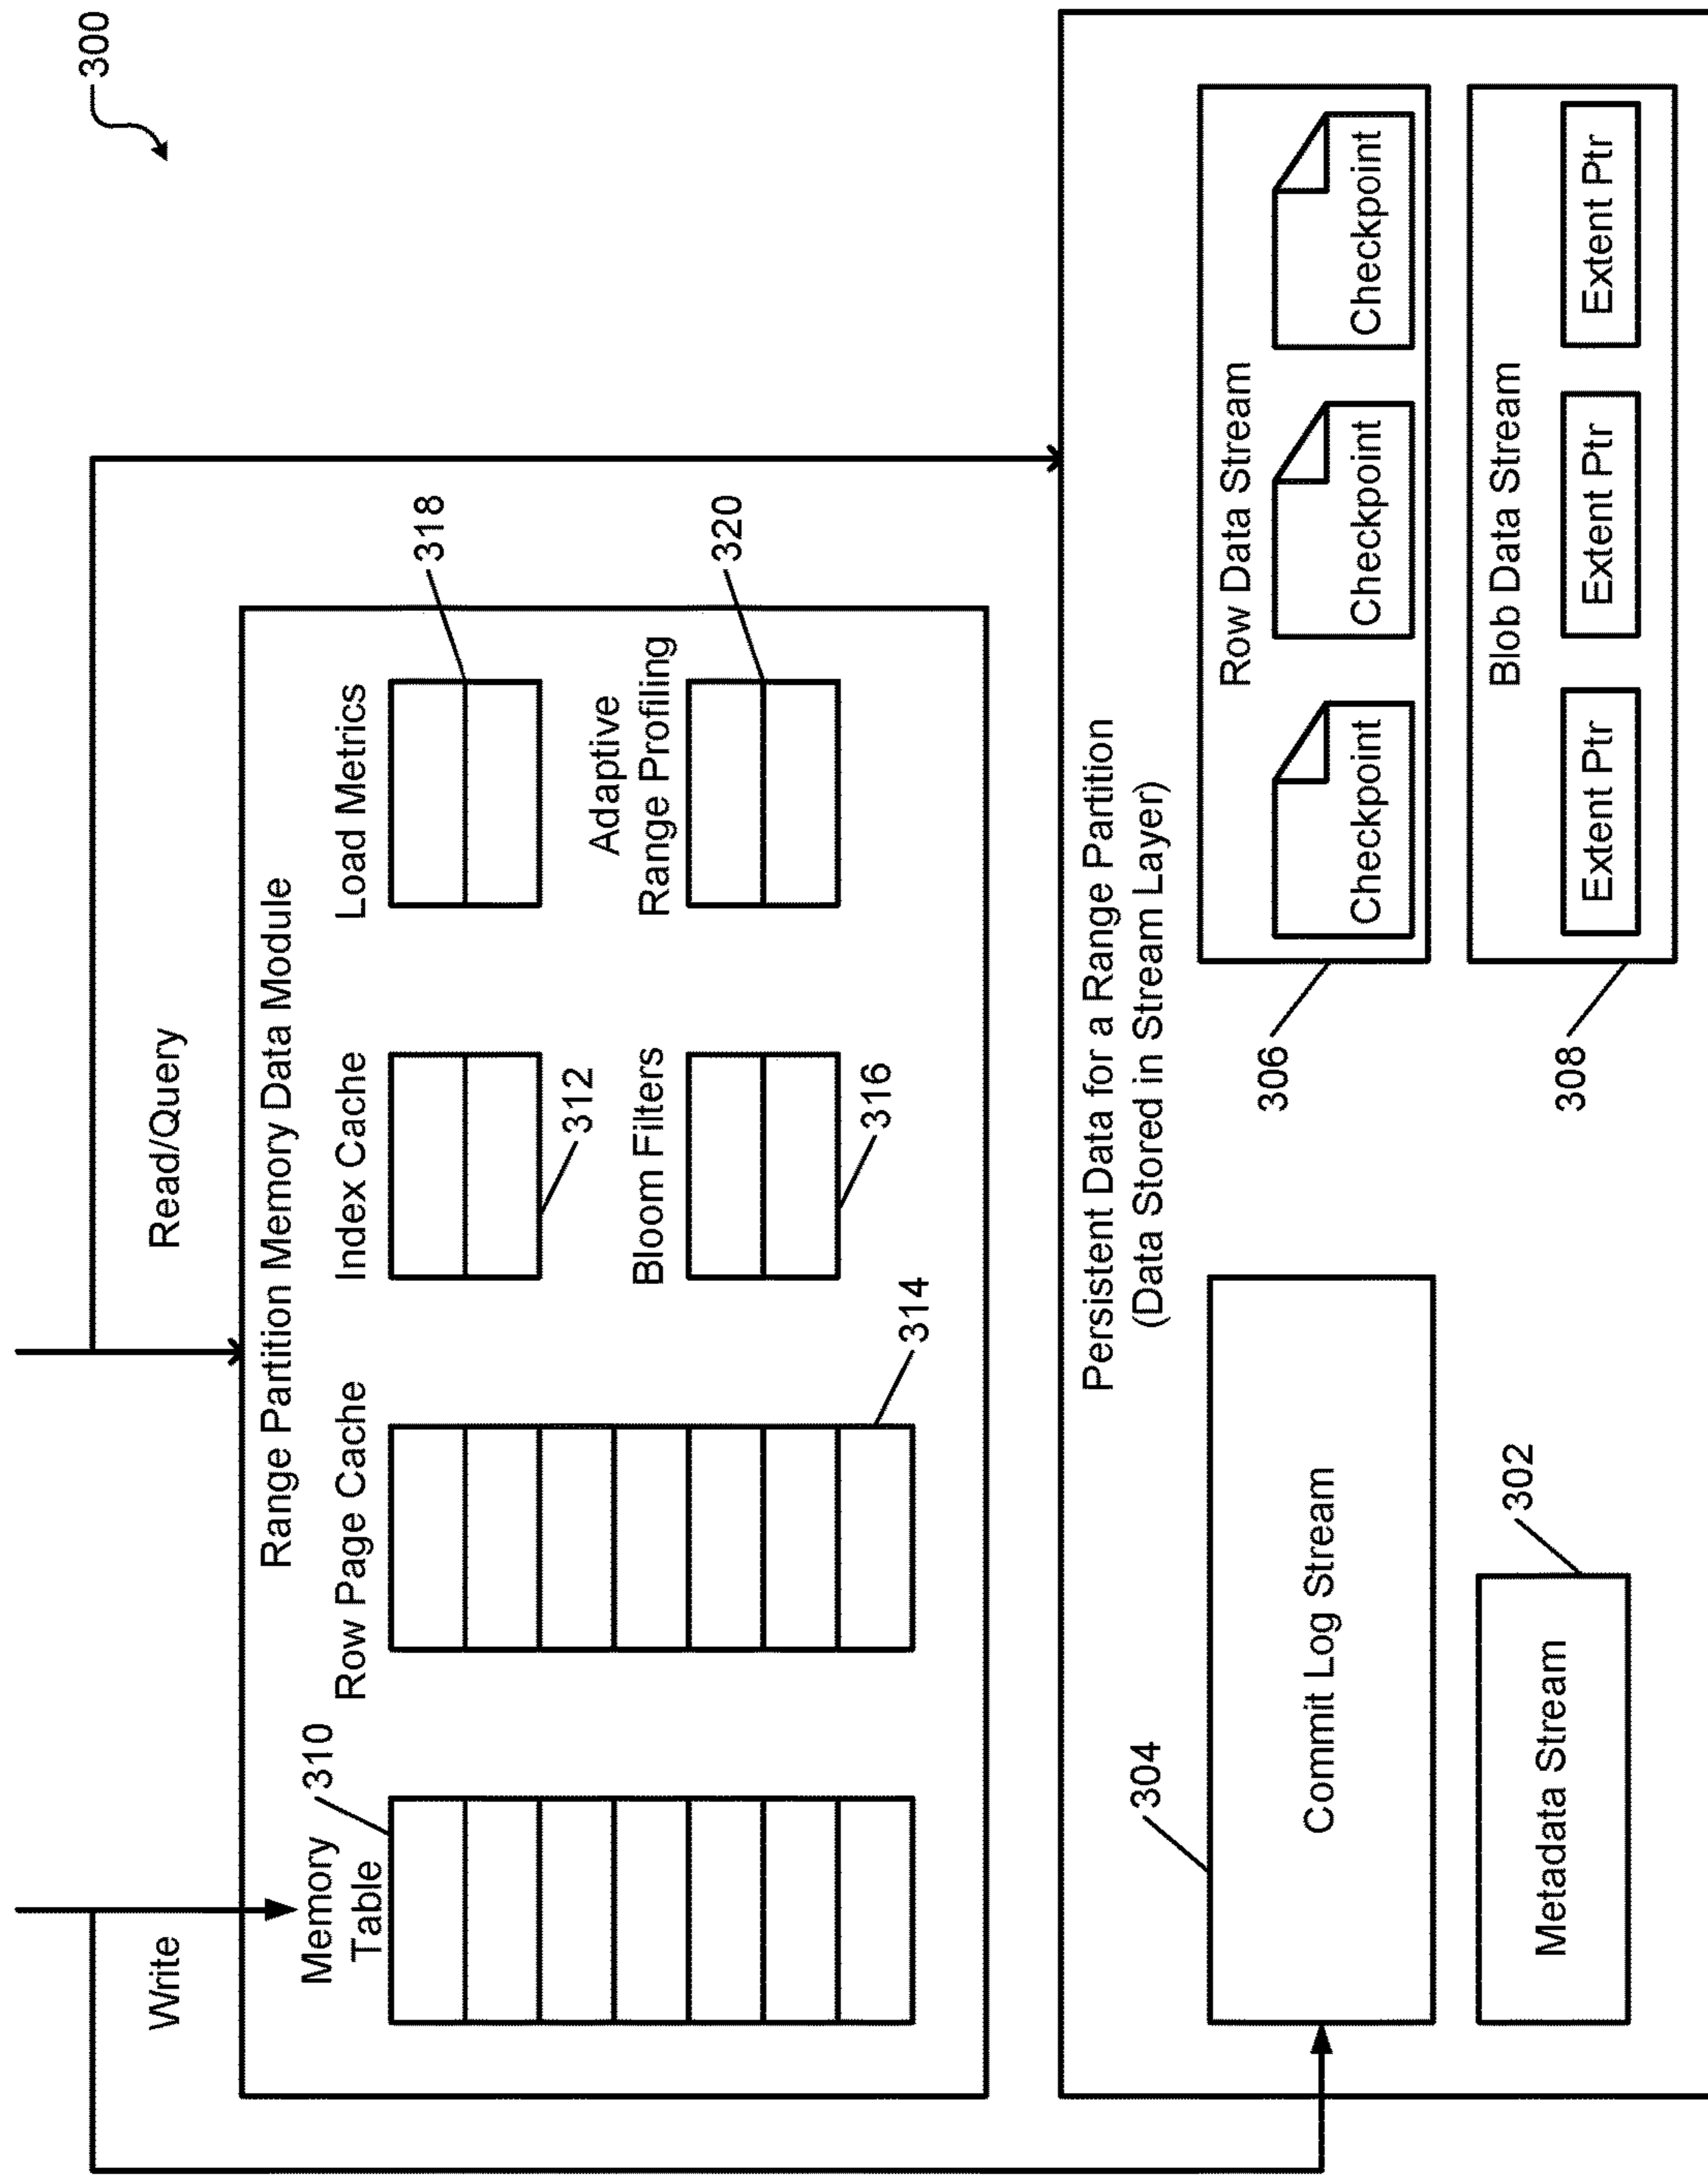 300
Write
Read/Query
Range Partition Memory Data Module
Memory
Table
310
Row Page Cache
314
Index Cache
312
Load Metrics
318
Bloom Filters
316
Adaptive
Range Profiling
320
Persistent Data for a Range Partition
(Data Stored in Stream Layer)
304
Commit Log Stream
302
Metadata Stream
Row Data Stream
Checkpoint
Checkpoint
Checkpoint
306
Blob Data Stream
Extent Ptr
Extent Ptr
Extent Ptr
308